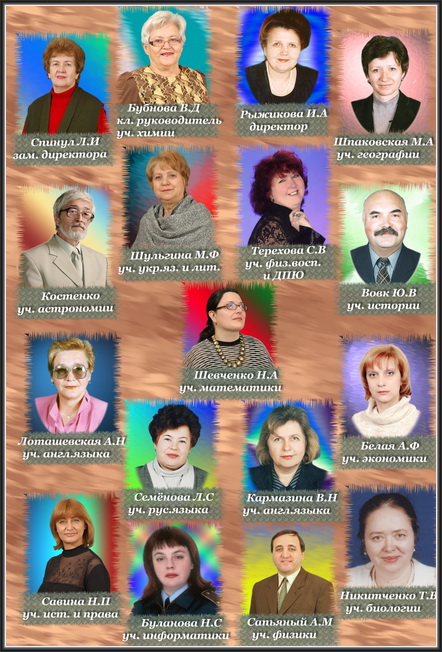 Спинул Л.И
зам. директора
Бубнова В.Д
кл. руководитель
уч. химии
Рыжикова И.А
директор
Шпаковская М.А
уч. географии
Костенко
уч. астрономии
Шульгина М.Ф
уч. укр.яз. и лит.
Терехова С.В
уч. физ.восп.
и ДПЮ
Вовк Ю.В
уч. истории
Шевченко Н.А
уч. математики
Лоташевская А.Н
уч. англ.языка
Семёнова Л.С
уч. рус.языка
Кармазина В.Н
уч. англ.языка
Белая А.Ф
уч. экономики
Савина Н.П
уч. ист. и права
Буланова Н.С
уч. информатики
Сатьяный А.М
уч. физики
Никитченко Т.В
уч. биологии